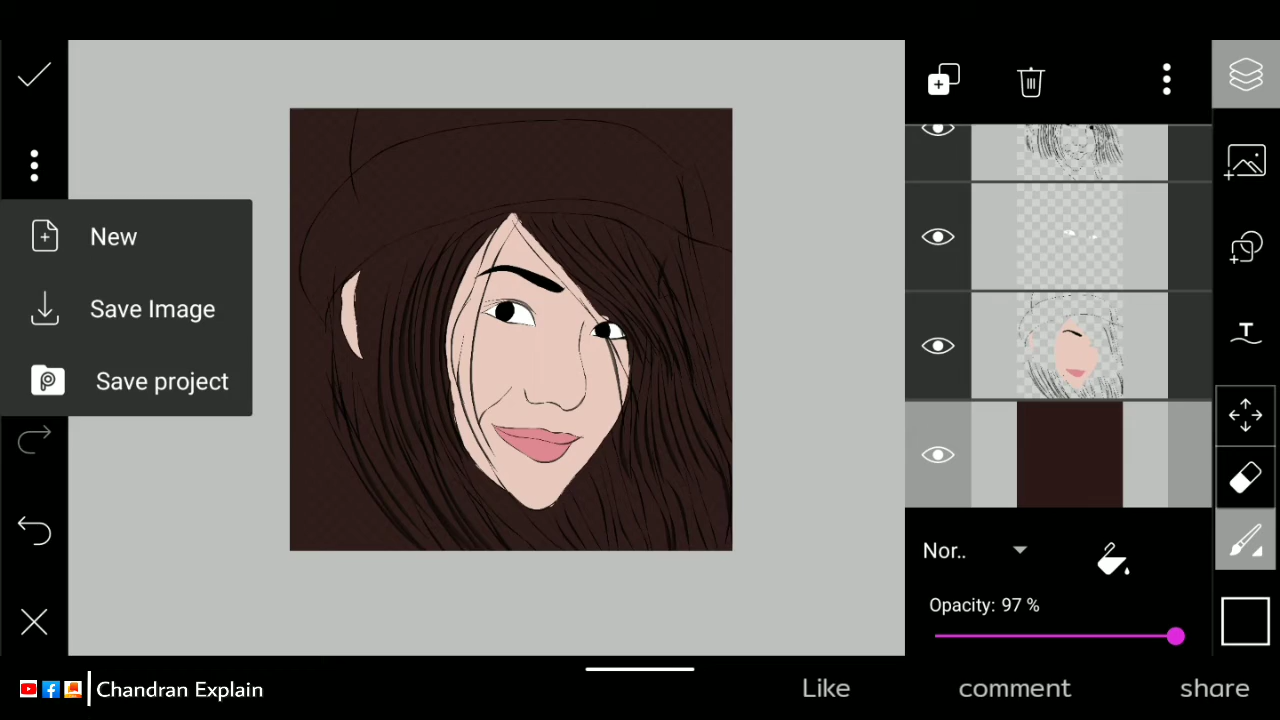 New
Save Image
Save project
Nor..
Opacity: 97 %
Chandran Explain
Like
comment
share